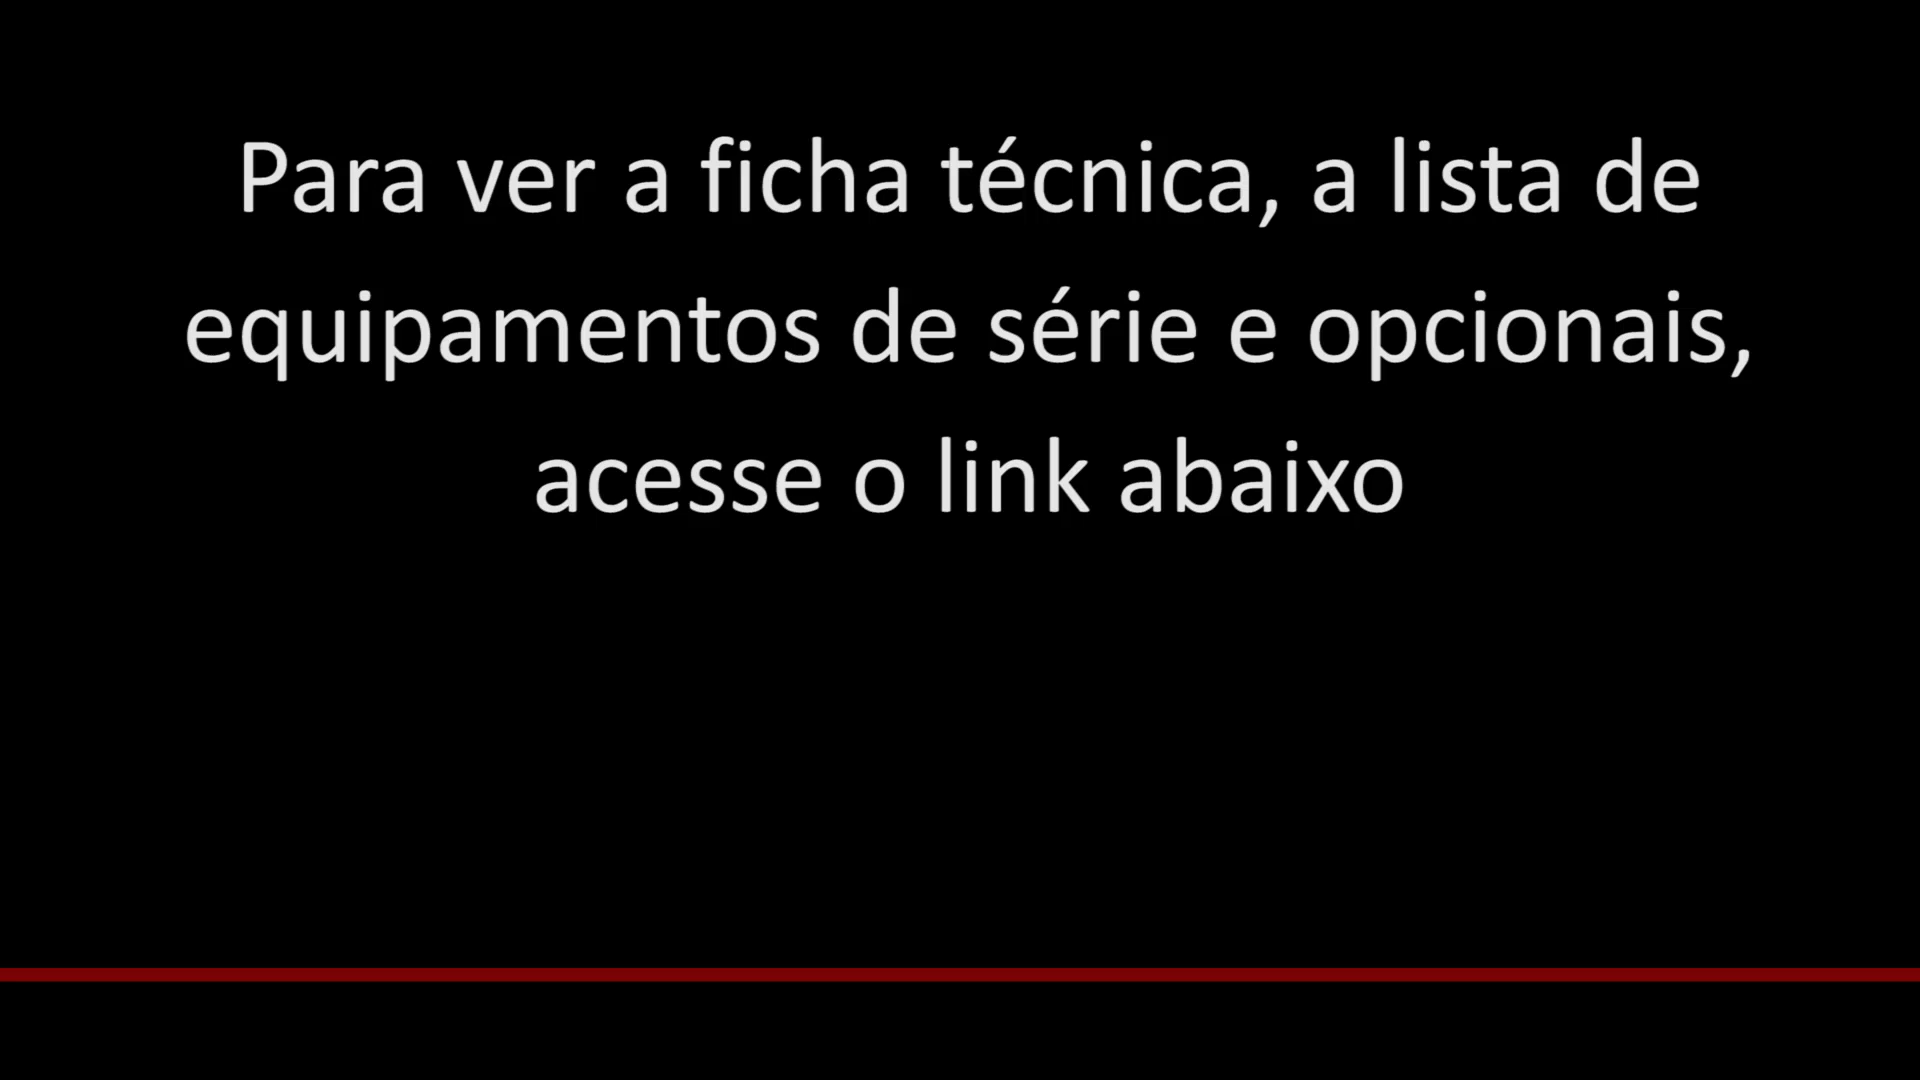 Para ver a ficha técnica, a lista de
equipamentos de série e opcionais,
acesse o link abaixo